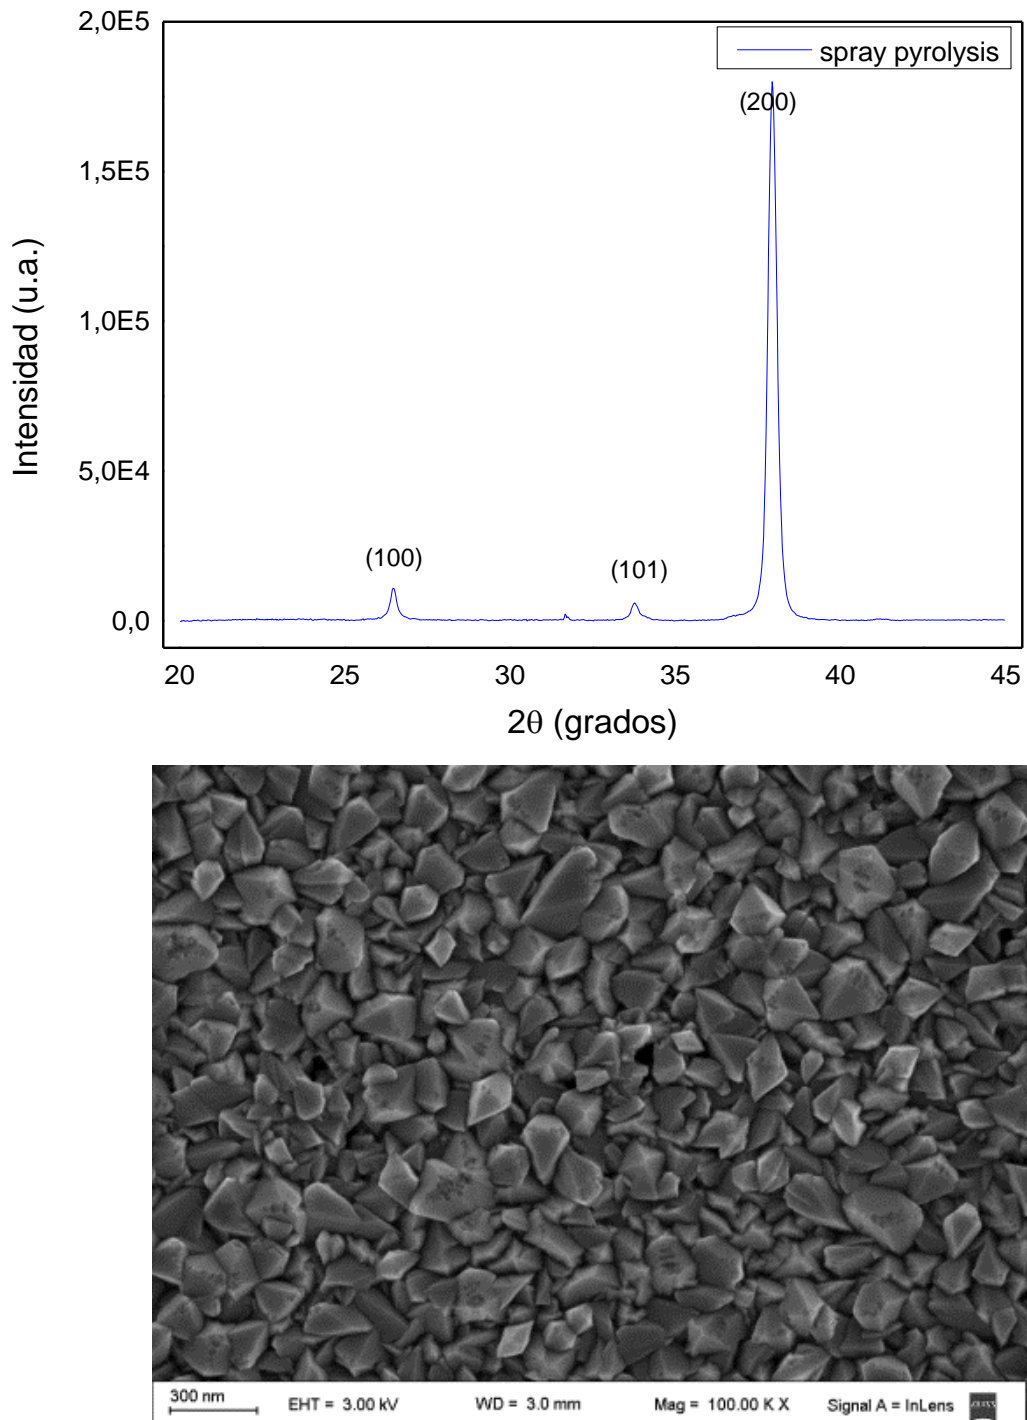 2,0E5
spray pyrolysis
(200)
1,5E5
1,0E5
Intensidad (u.a.)
5,0E4
(100)
(101)
0,0
20 25 30 35 40 45
2θ (grados)
300 nm EHT = 3.00 kV WD = 3.0 mm Mag = 100.00 K X Signal A = InLens
ZEISS